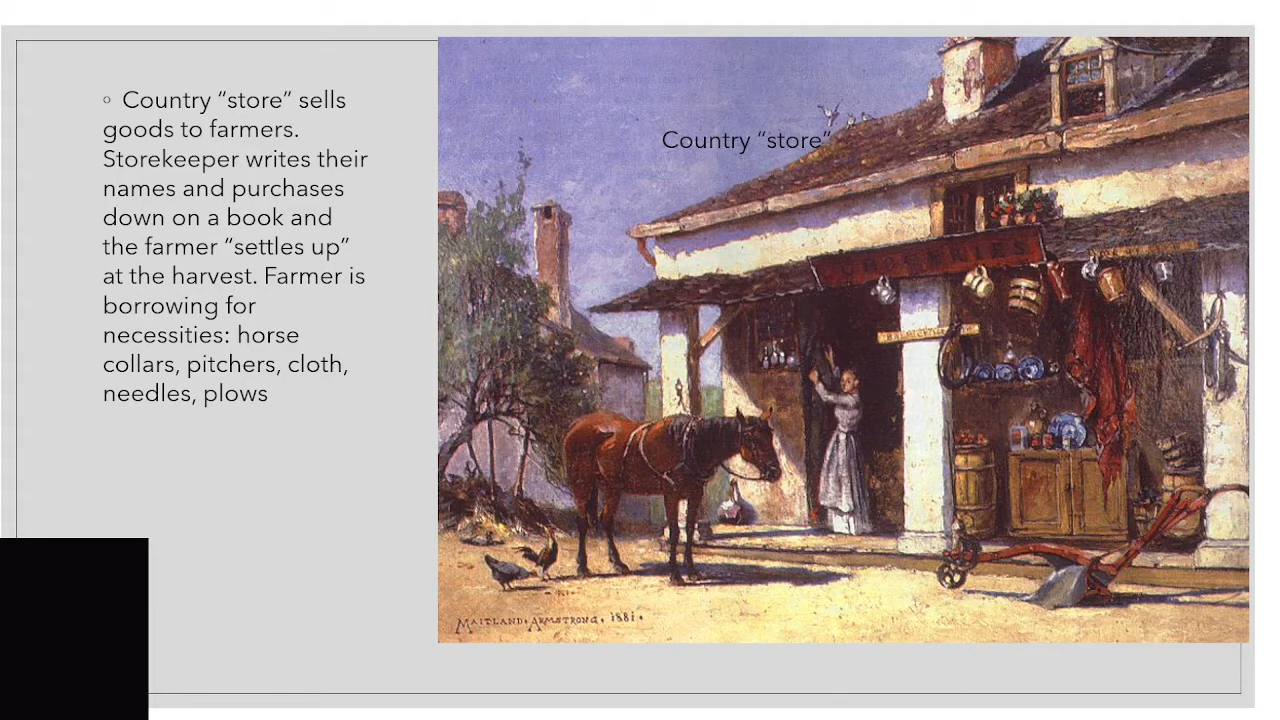 Country “store” sells
goods to farmers.
Storekeeper writes their
names and purchases
down on a book and
the farmer “settles up”
at the harvest. Farmer is
borrowing for
necessities: horse
collars, pitchers, cloth,
needles, plows
Country “store”
GROCERIES
MAITLAND ARMSTRONG. 1881.